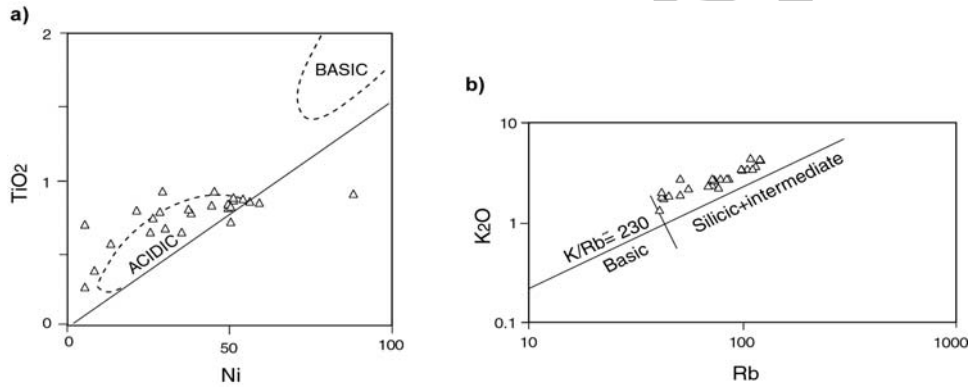 a)
2
1
0
TiO2
BASIC
ACIDIC
0
50
100
Ni
b)
10
1
0.1
K2O
K/Rb= 230
Basic
Silicic+intermediate
10
100
1000
Rb